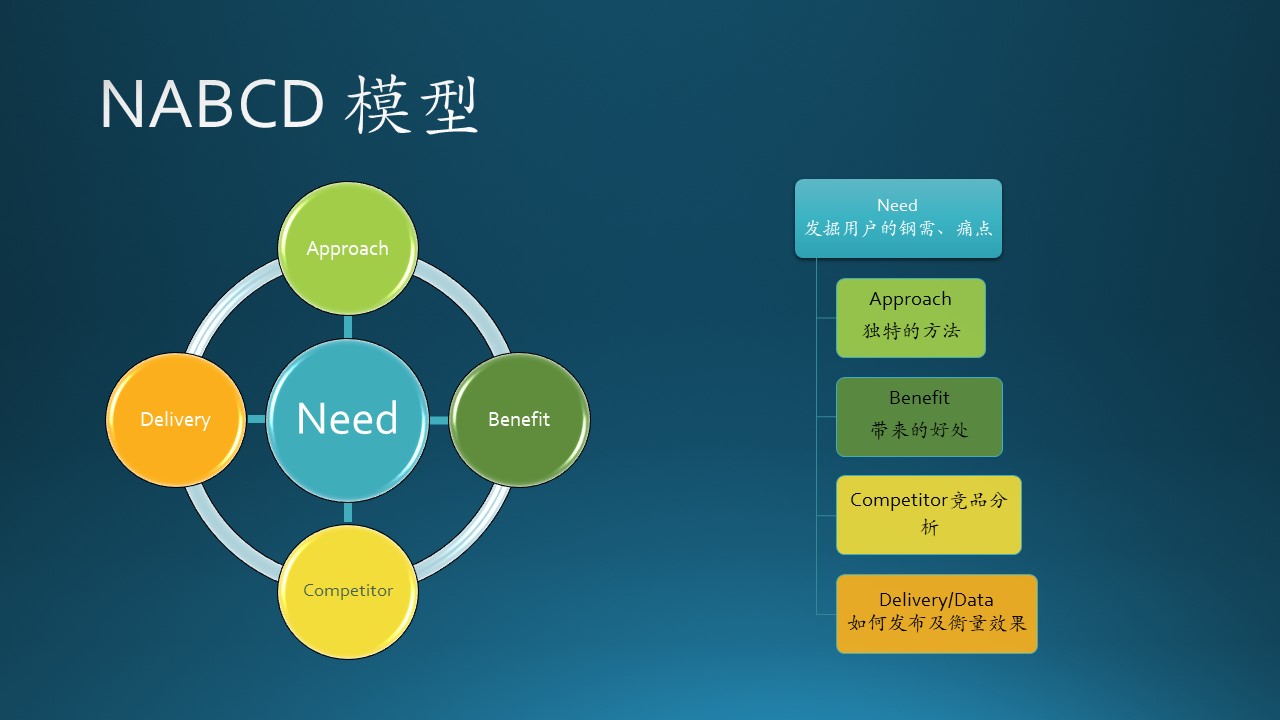 NABCD 模型
Approach
Delivery
Need
Benefit
Competitor
Need
发掘用户的钢需、痛点
Approach
独特的方法
Benefit
带来的好处
Competitor竞品分
析
Delivery/Data
如何发布及衡量效果